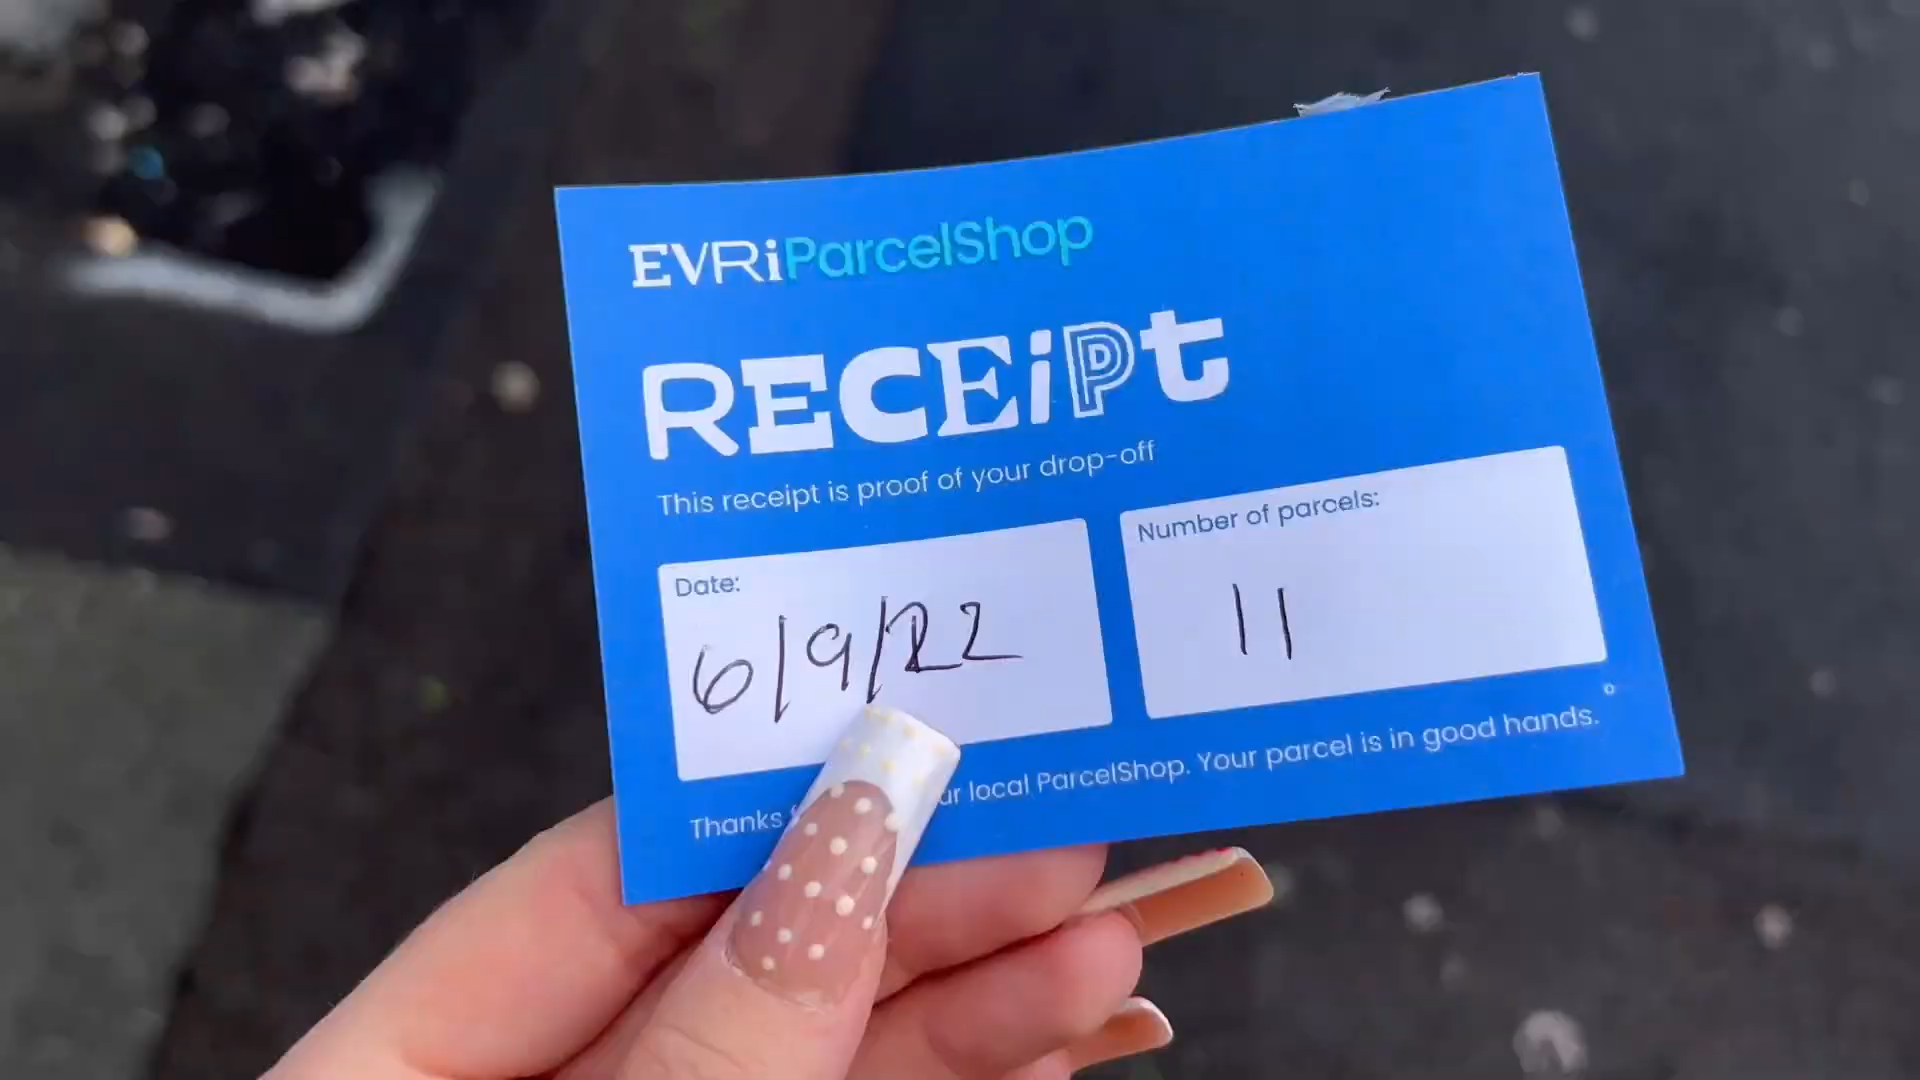 EVRiParcelShop
RECEiPt
This receipt is proof of your drop-off
Date:
6/9/22
Number of parcels:
11
Thanks local ParcelShop. Your parcel is in good hands.